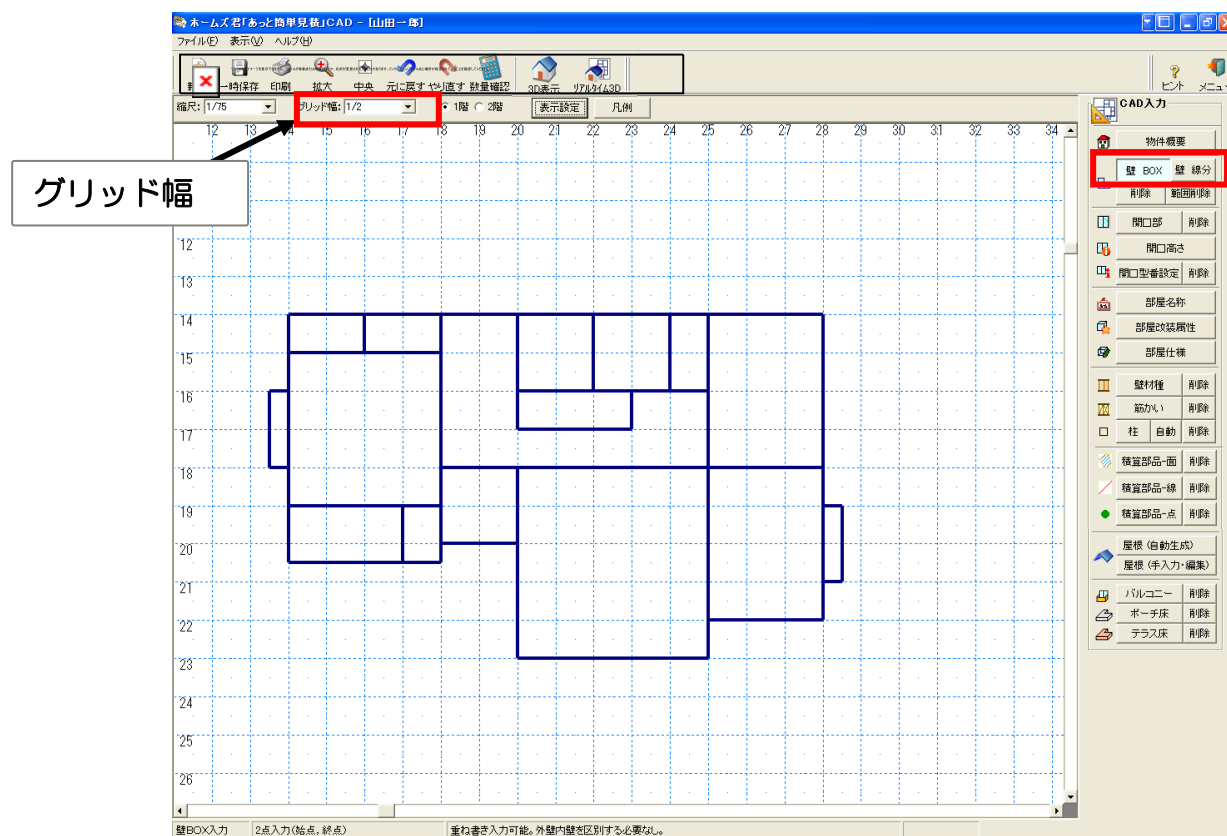 ホームズ君「あっと簡単見積」CAD - [山田一郎]
ファイル(F) 表示(V) ヘルプ(H)
一時保存 印刷 拡大 中央 元に戻す やり直す 数量確認 3D表示 リアルタイム3D ヒント
縮尺: 1/75 グリッド幅: 1/2 1階 2階 表示設定 凡例
グリッド幅
12 13 14 15 16 17 18 19 20 21 22 23 24 25 26 27 28 29 30 31 32 33 34
12
13
14
15
16
17
18
19
20
21
22
23
24
25
26
CAD入力
物件概要
壁 BOX 壁 線分
削除 範囲削除
開口部 削除
開口高さ
開口型番設定 削除
部屋名称
部屋改装属性
部屋仕様
壁材種 削除
筋かい 削除
柱 自動 削除
積算部品-面 削除
積算部品-線 削除
積算部品-点 削除
屋根 (自動生成)
屋根 (手入力・編集)
バルコニー 削除
ポーチ床 削除
テラス床 削除
壁BOX入力 2点入力(始点,終点) 重ね書き入力可能。外壁内壁を区別する必要なし。